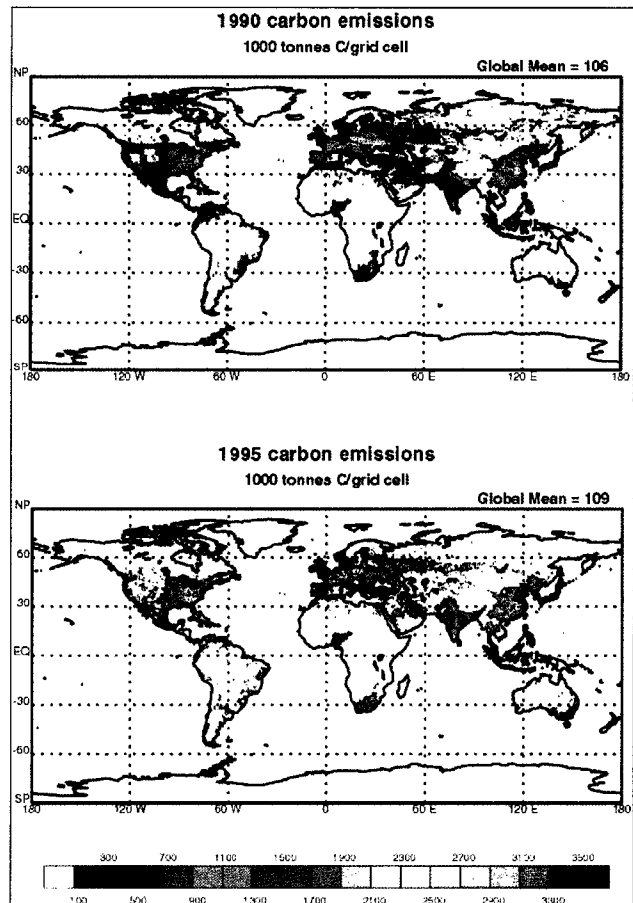 1990 carbon emissions
1000 tonnes C/grid cell
Global Mean = 106
NP
60
30
EQ
-30
-60
SP
180 120 W 60 W 0 60 E 120 E 180
1995 carbon emissions
1000 tonnes C/grid cell
Global Mean = 109
NP
60
30
EQ
-30
-60
SP
180 120 W 60 W 0 60 E 120 E 180
300 700 1100 1500 1900 2300 2700 3100 3500
100 500 900 1300 1700 2100 2500 2900 3300